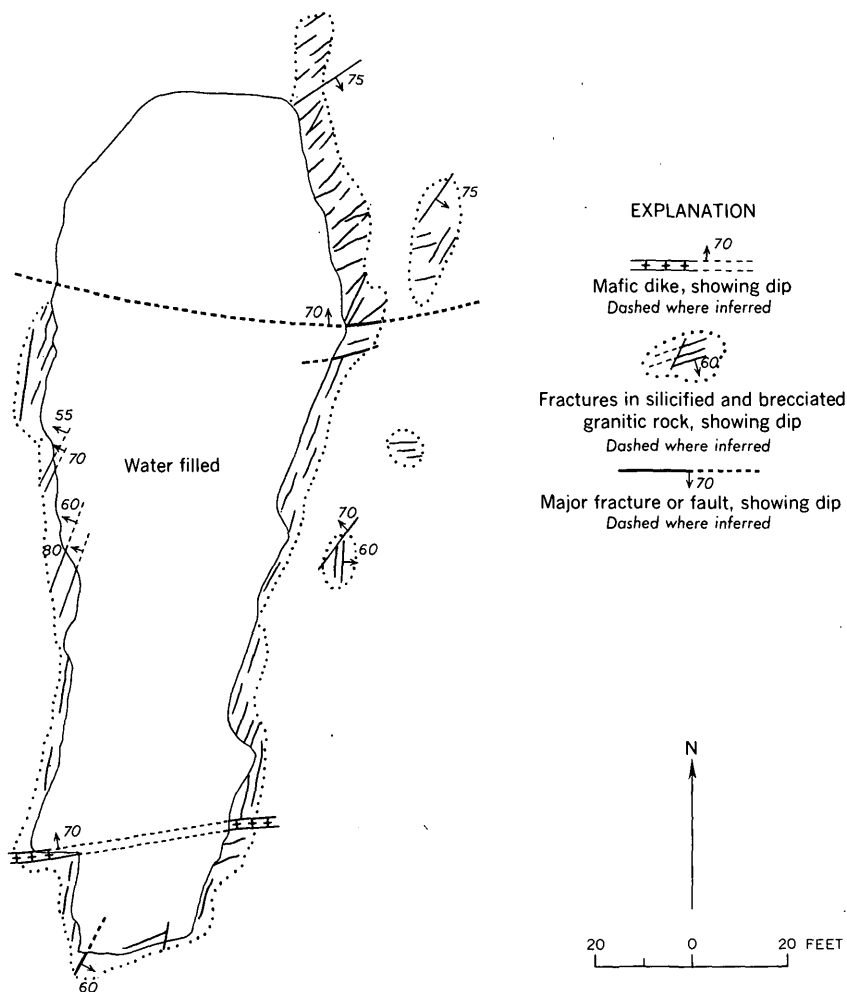 75
75
70
55
70
60
80
Water filled
70
60
70
60
EXPLANATION
70
Mafic dike, showing dip
Dashed where inferred
60
Fractures in silicified and brecciated
granitic rock, showing dip
Dashed where inferred
70
Major fracture or fault, showing dip
Dashed where inferred
N
20 0 20 FEET